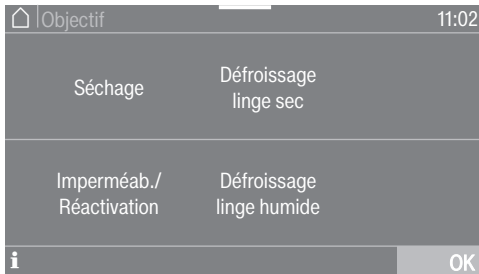 Objectif 11:02
Séchage
Défroissage
linge sec
Imperméab./
Réactivation
Défroissage
linge humide
i OK